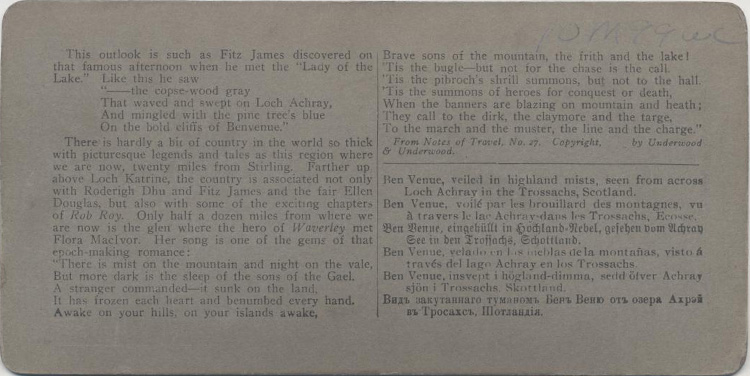 This outlook is such as Fitz James discovered on
that famous afternoon when he met the "Lady of the
Lake." Like this he saw
"——the copse-wood gray
That waved and swept on Loch Achray,
And mingled with the pine tree's blue
On the bold cliffs of Benvenue."
There is hardly a bit of country in the world so thick
with picturesque legends and tales as this region where
we are now, twenty miles from Stirling. Farther up
above Loch Katrine, the country is associated not only
with Roderigh Dhu and Fitz James and the fair Ellen
Douglas, but also with some of the exciting chapters
of Rob Roy. Only half a dozen miles from where we
are now is the glen where the hero of Waverley met
Flora MacIvor. Her song is one of the gems of that
epoch-making romance:
"There is mist on the mountain and night on the vale,
But more dark is the sleep of the sons of the Gael.
A stranger commanded—it sunk on the land,
It has frozen each heart and benumbed every hand.
Awake on your hills, on your islands awake,
Brave sons of the mountain, the frith and the lake!
'Tis the bugle—but not for the chase is the call.
'Tis the pibroch's shrill summons, but not to the hall.
'Tis the summons of heroes for conquest or death,
When the banners are blazing on mountain and heath;
They call to the dirk, the claymore and the targe,
To the march and the muster, the line and the charge."
From Notes of Travel. No. 27. Copyright, by Underwood
& Underwood.
Ben Venue, veiled in highland mists, seen from across
Loch Achray in the Trossachs, Scotland.
Ben Venue, voilé par les brouillard des montagnes, vu
à travers le lac Achray dans les Trossachs, Ecosse.
Ben Venue, eingehüllt in Hochland-Nebel, gesehen vom Achray
See in den Trossachs, Schottland.
Ben Venue, velado en los nieblas de la montañas, visto á
través del lago Achray en los Trossachs.
Ben Venue, insvept i högland-dimma, sedd öfver Achray
sjön i Trossachs. Skottland.
Видъ закутаннаго туманомъ Бенъ Веню отъ озера Ахрэй
въ Тросахсъ, Шотландія.